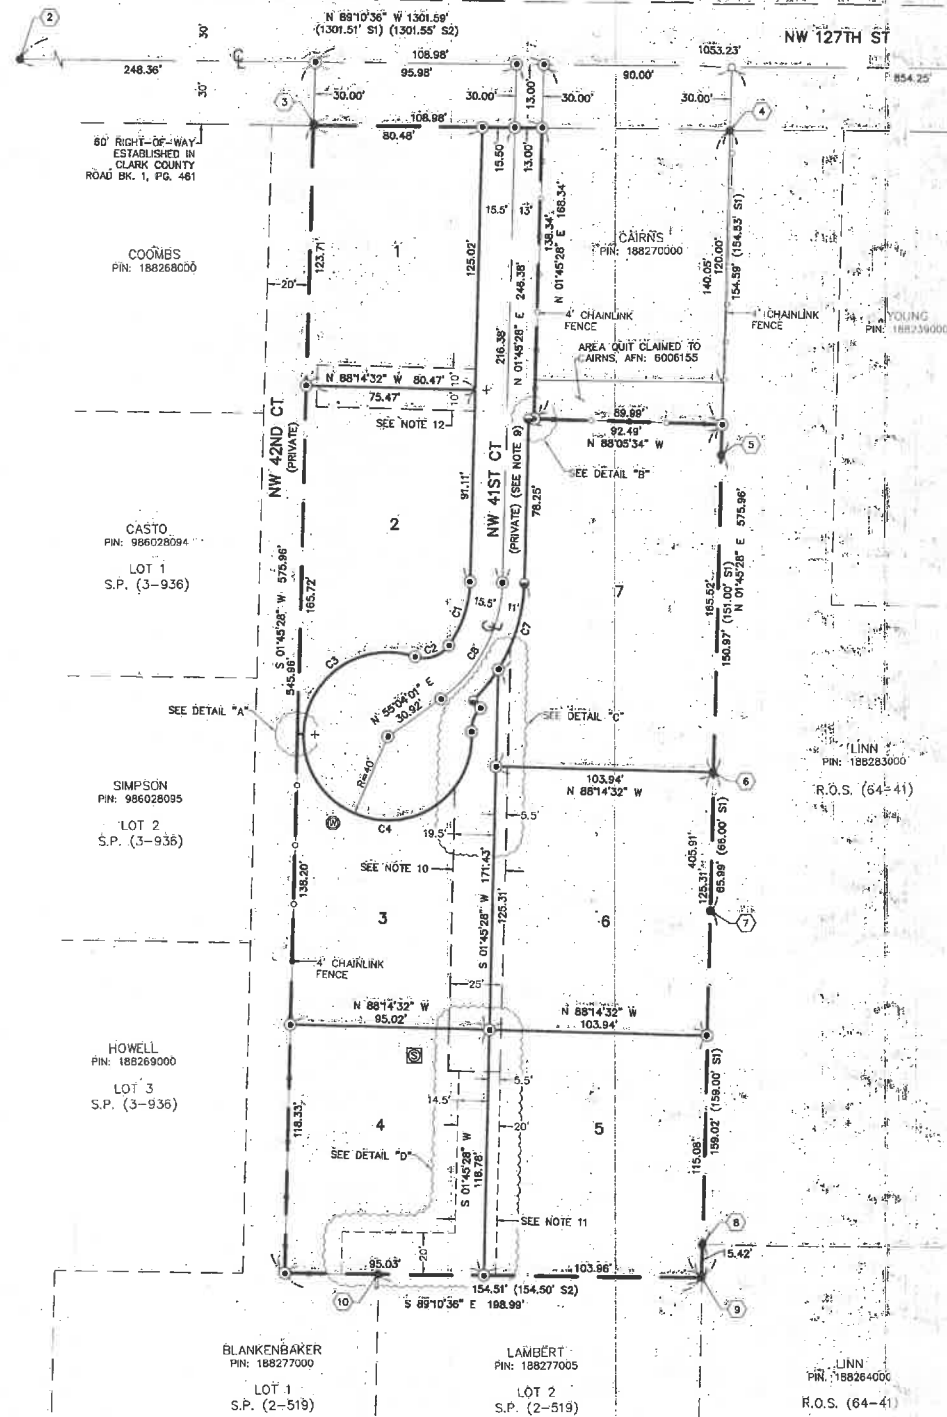 2
30'
N 89°10'36" W 1301.59'
(1301.51' S1) (1301.55' S2)
NW 127TH ST
248.36'
108.98'
95.98'
90.00'
1053.23'
854.25'
30'
3
30.00'
30.00'
13.00'
30.00'
30.00'
4
108.98'
80.48'
60' RIGHT-OF-WAY
ESTABLISHED IN
CLARK COUNTY
ROAD BK. 1, PG. 461
15.50'
13.00'
15.5'
13'
COOMBS
PIN: 188268000
1
CAIRNS
PIN: 188270000
123.71'
125.02'
138.34'
N 01°45'28" E 168.34'
140.05'
120.00'
154.59' (154.53' S1)
20'
216.38'
N 01°45'28" E 246.38'
4' CHAINLINK
FENCE
4' CHAINLINK
FENCE
YOUNG
PIN: 188239000
AREA QUIT CLAIMED TO
CAIRNS, AFN: 6006155
N 88°14'32" W 80.47'
75.47'
10'
10'
SEE NOTE 12
89.99'
92.49'
N 88°05'34" W
5
SEE DETAIL "B"
NW 42ND CT
(PRIVATE)
NW 41ST CT
(PRIVATE) (SEE NOTE 9)
91.11'
78.25'
CASTO
PIN: 986028094
LOT 1
S.P. (3-936)
2
7
S 01°45'28" W 575.96'
545.96'
165.72'
165.52'
150.97' (151.00' S1)
N 01°45'28" E 575.96'
C1
15.5'
11'
C2
C3
C6
C7
N 55°04'01" E
30.92'
SEE DETAIL "A"
SEE DETAIL "C"
R=40'
C4
LINN
PIN: 188283000
R.O.S. (64-41)
SIMPSON
PIN: 986028095
LOT 2
S.P. (3-936)
103.94'
N 88°14'32" W
6
W
19.5'
5.5'
SEE NOTE 10
138.20'
S 01°45'28" W 171.43'
125.31'
405.91'
125.31'
65.99' (66.00' S1)
3
6
7
4' CHAINLINK
FENCE
25'
N 88°14'32" W
95.02'
N 88°14'32" W
103.94'
HOWELL
PIN: 188269000
LOT 3
S.P. (3-936)
S
5.5'
14.5'
118.33'
4
20'
5
SEE DETAIL "D"
S 01°45'28" W
118.78'
115.08'
159.02' (159.00' S1)
SEE NOTE 11
8
5.42'
20'
95.03'
103.96'
10
154.51' (154.50' S2)
S 89°10'36" E 198.99'
9
BLANKENBAKER
PIN: 188277000
LOT 1
S.P. (2-519)
LAMBERT
PIN: 188277005
LOT 2
S.P. (2-519)
LINN
PIN: 188264000
R.O.S. (64-41)